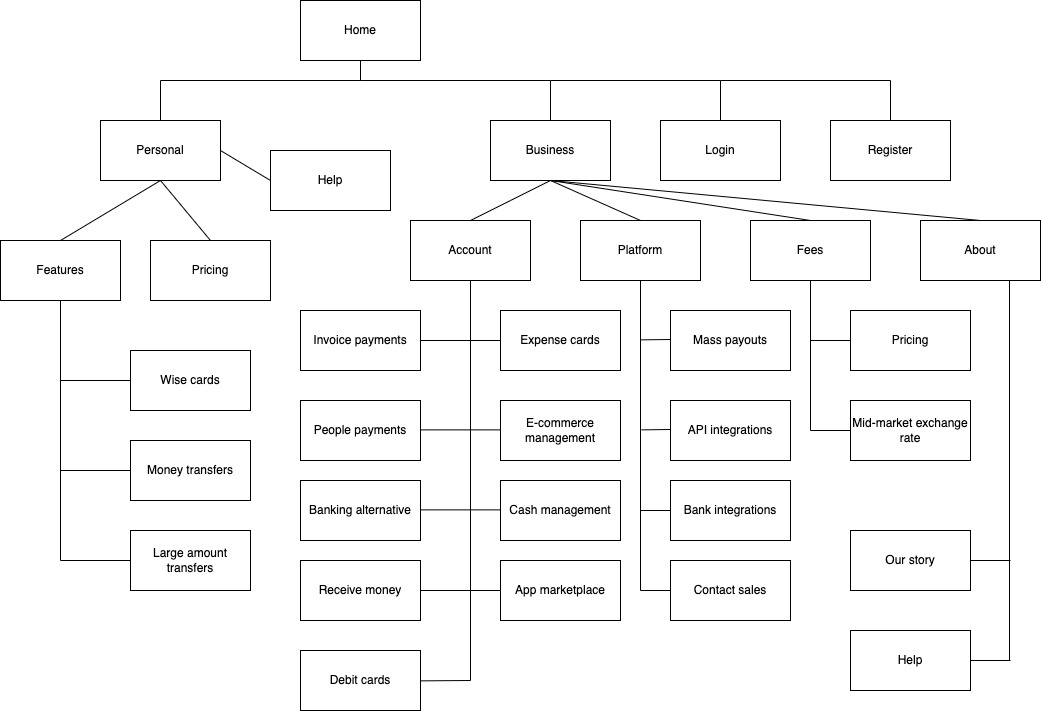 Home
Personal
Business
Login
Register
Help
Account
Platform
Fees
About
Features
Pricing
Invoice payments
Expense cards
Mass payouts
Pricing
Wise cards
People payments
E-commerce
management
API integrations
Mid-market exchange
rate
Money transfers
Banking alternative
Cash management
Bank integrations
Large amount
transfers
Our story
Receive money
App marketplace
Contact sales
Help
Debit cards